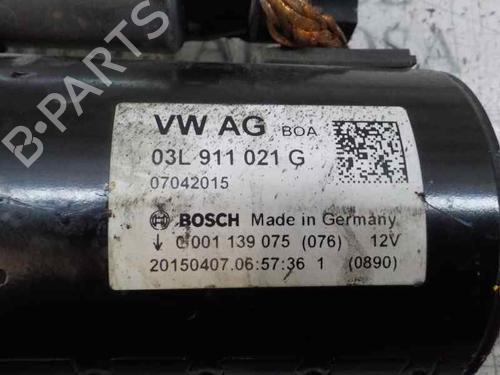 VW AG BOA
03L 911 021 G
07042015
BOSCH Made in Germany
↓ 0 001 139 075 (076) 12V
20150407.06:57:36 1 (0890)